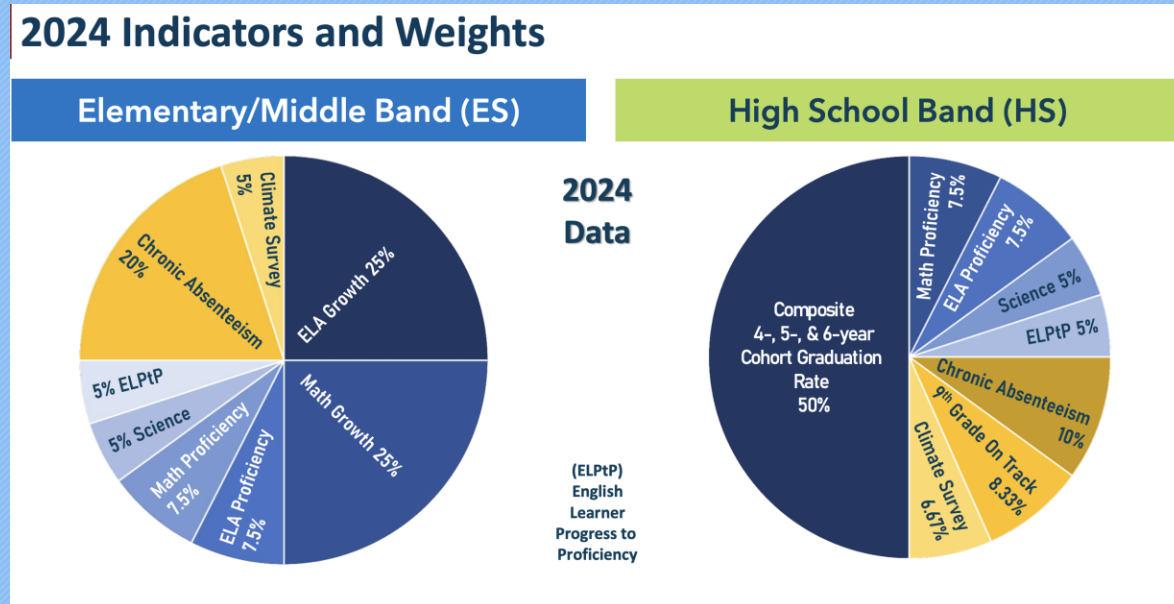 2024 Indicators and Weights
Elementary/Middle Band (ES)
High School Band (HS)
Climate Survey
5%
Chronic Absenteeism
20%
ELA Growth 25%
Math Growth 25%
5% ELPtP
5% Science
Math Proficiency
7.5%
ELA Proficiency
7.5%
2024
Data
(ELPtP)
English
Learner
Progress to
Proficiency
Composite
4-, 5-, & 6-year
Cohort Graduation
Rate
50%
Math Proficiency
7.5%
ELA Proficiency
7.5%
Science 5%
ELPtP 5%
Chronic Absenteeism
10%
9th Grade On Track
8.33%
Climate Survey
6.67%